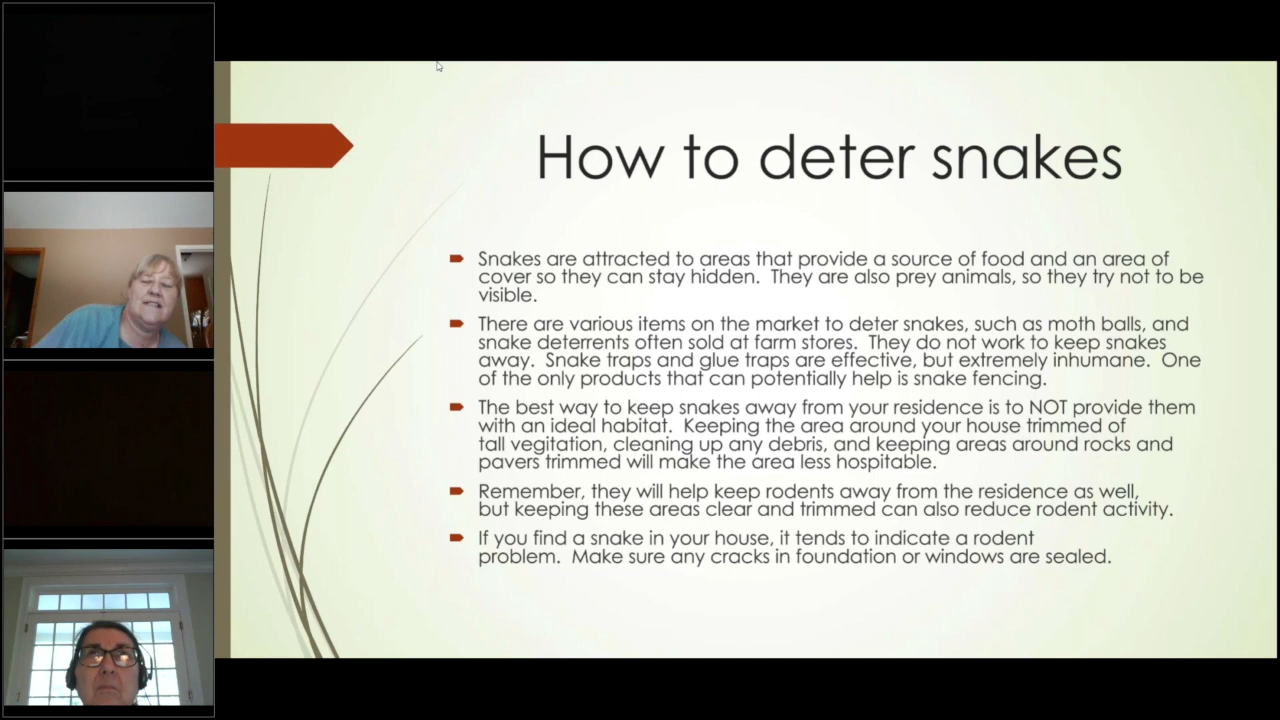 How to deter snakes
Snakes are attracted to areas that provide a source of food and an area of
cover so they can stay hidden.  They are also prey animals, so they try not to be
visible.
There are various items on the market to deter snakes, such as moth balls, and
snake deterrents often sold at farm stores.  They do not work to keep snakes
away.  Snake traps and glue traps are effective, but extremely inhumane.  One
of the only products that can potentially help is snake fencing.
The best way to keep snakes away from your residence is to NOT provide them
with an ideal habitat.  Keeping the area around your house trimmed of
tall vegitation, cleaning up any debris, and keeping areas around rocks and
pavers trimmed will make the area less hospitable.
Remember, they will help keep rodents away from the residence as well,
but keeping these areas clear and trimmed can also reduce rodent activity.
If you find a snake in your house, it tends to indicate a rodent
problem.  Make sure any cracks in foundation or windows are sealed.